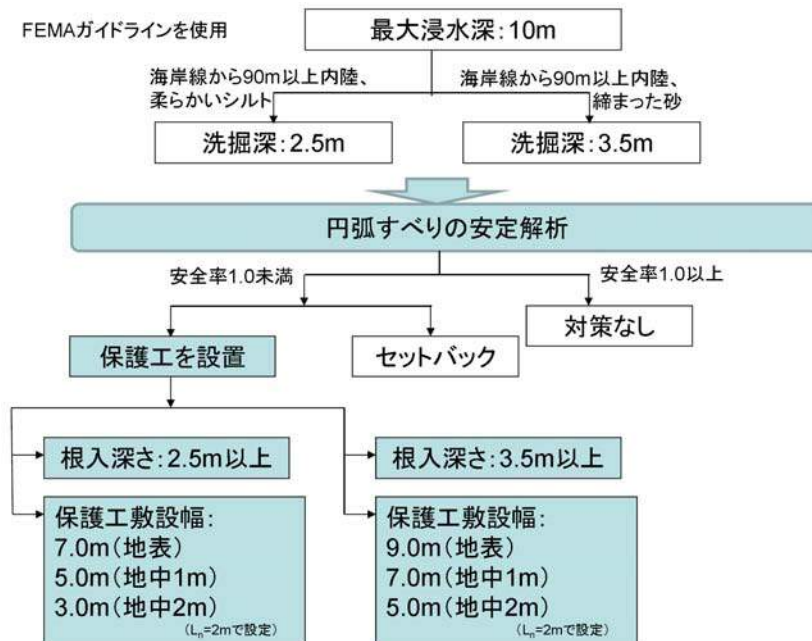 FEMAガイドラインを使用
最大浸水深：10m
海岸線から90m以上内陸、
柔らかいシルト
海岸線から90m以上内陸、
締まった砂
洗掘深：2.5m
洗掘深：3.5m
円弧すべりの安定解析
安全率1.0未満
安全率1.0以上
保護工を設置
セットバック
対策なし
根入深さ：2.5m以上
根入深さ：3.5m以上
保護工敷設幅：
7.0m（地表）
5.0m（地中1m）
3.0m（地中2m）
（Ln=2mで設定）
保護工敷設幅：
9.0m（地表）
7.0m（地中1m）
5.0m（地中2m）
（Ln=2mで設定）